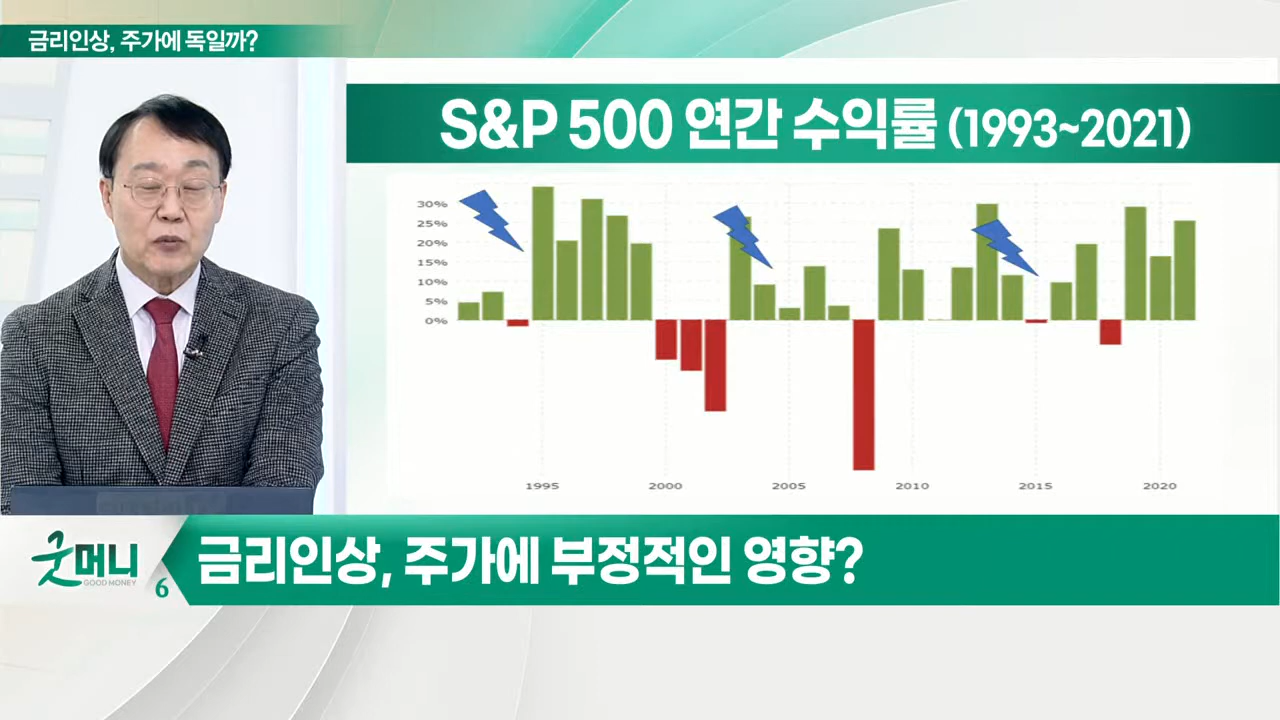 금리인상, 주가에 독일까?
S&P 500 연간 수익률 (1993~2021)
30%
25%
20%
15%
10%
5%
0%
1995 2000 2005 2010 2015 2020
굿머니
GOOD MONEY
6
금리인상, 주가에 부정적인 영향?